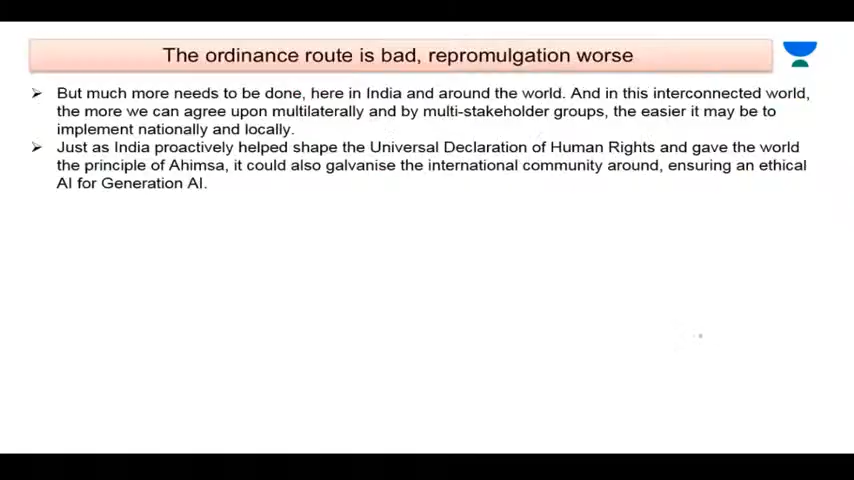 The ordinance route is bad, repromulgation worse
➤ But much more needs to be done, here in India and around the world. And in this interconnected world,
the more we can agree upon multilaterally and by multi-stakeholder groups, the easier it may be to
implement nationally and locally.
➤ Just as India proactively helped shape the Universal Declaration of Human Rights and gave the world
the principle of Ahimsa, it could also galvanise the international community around, ensuring an ethical
AI for Generation AI.